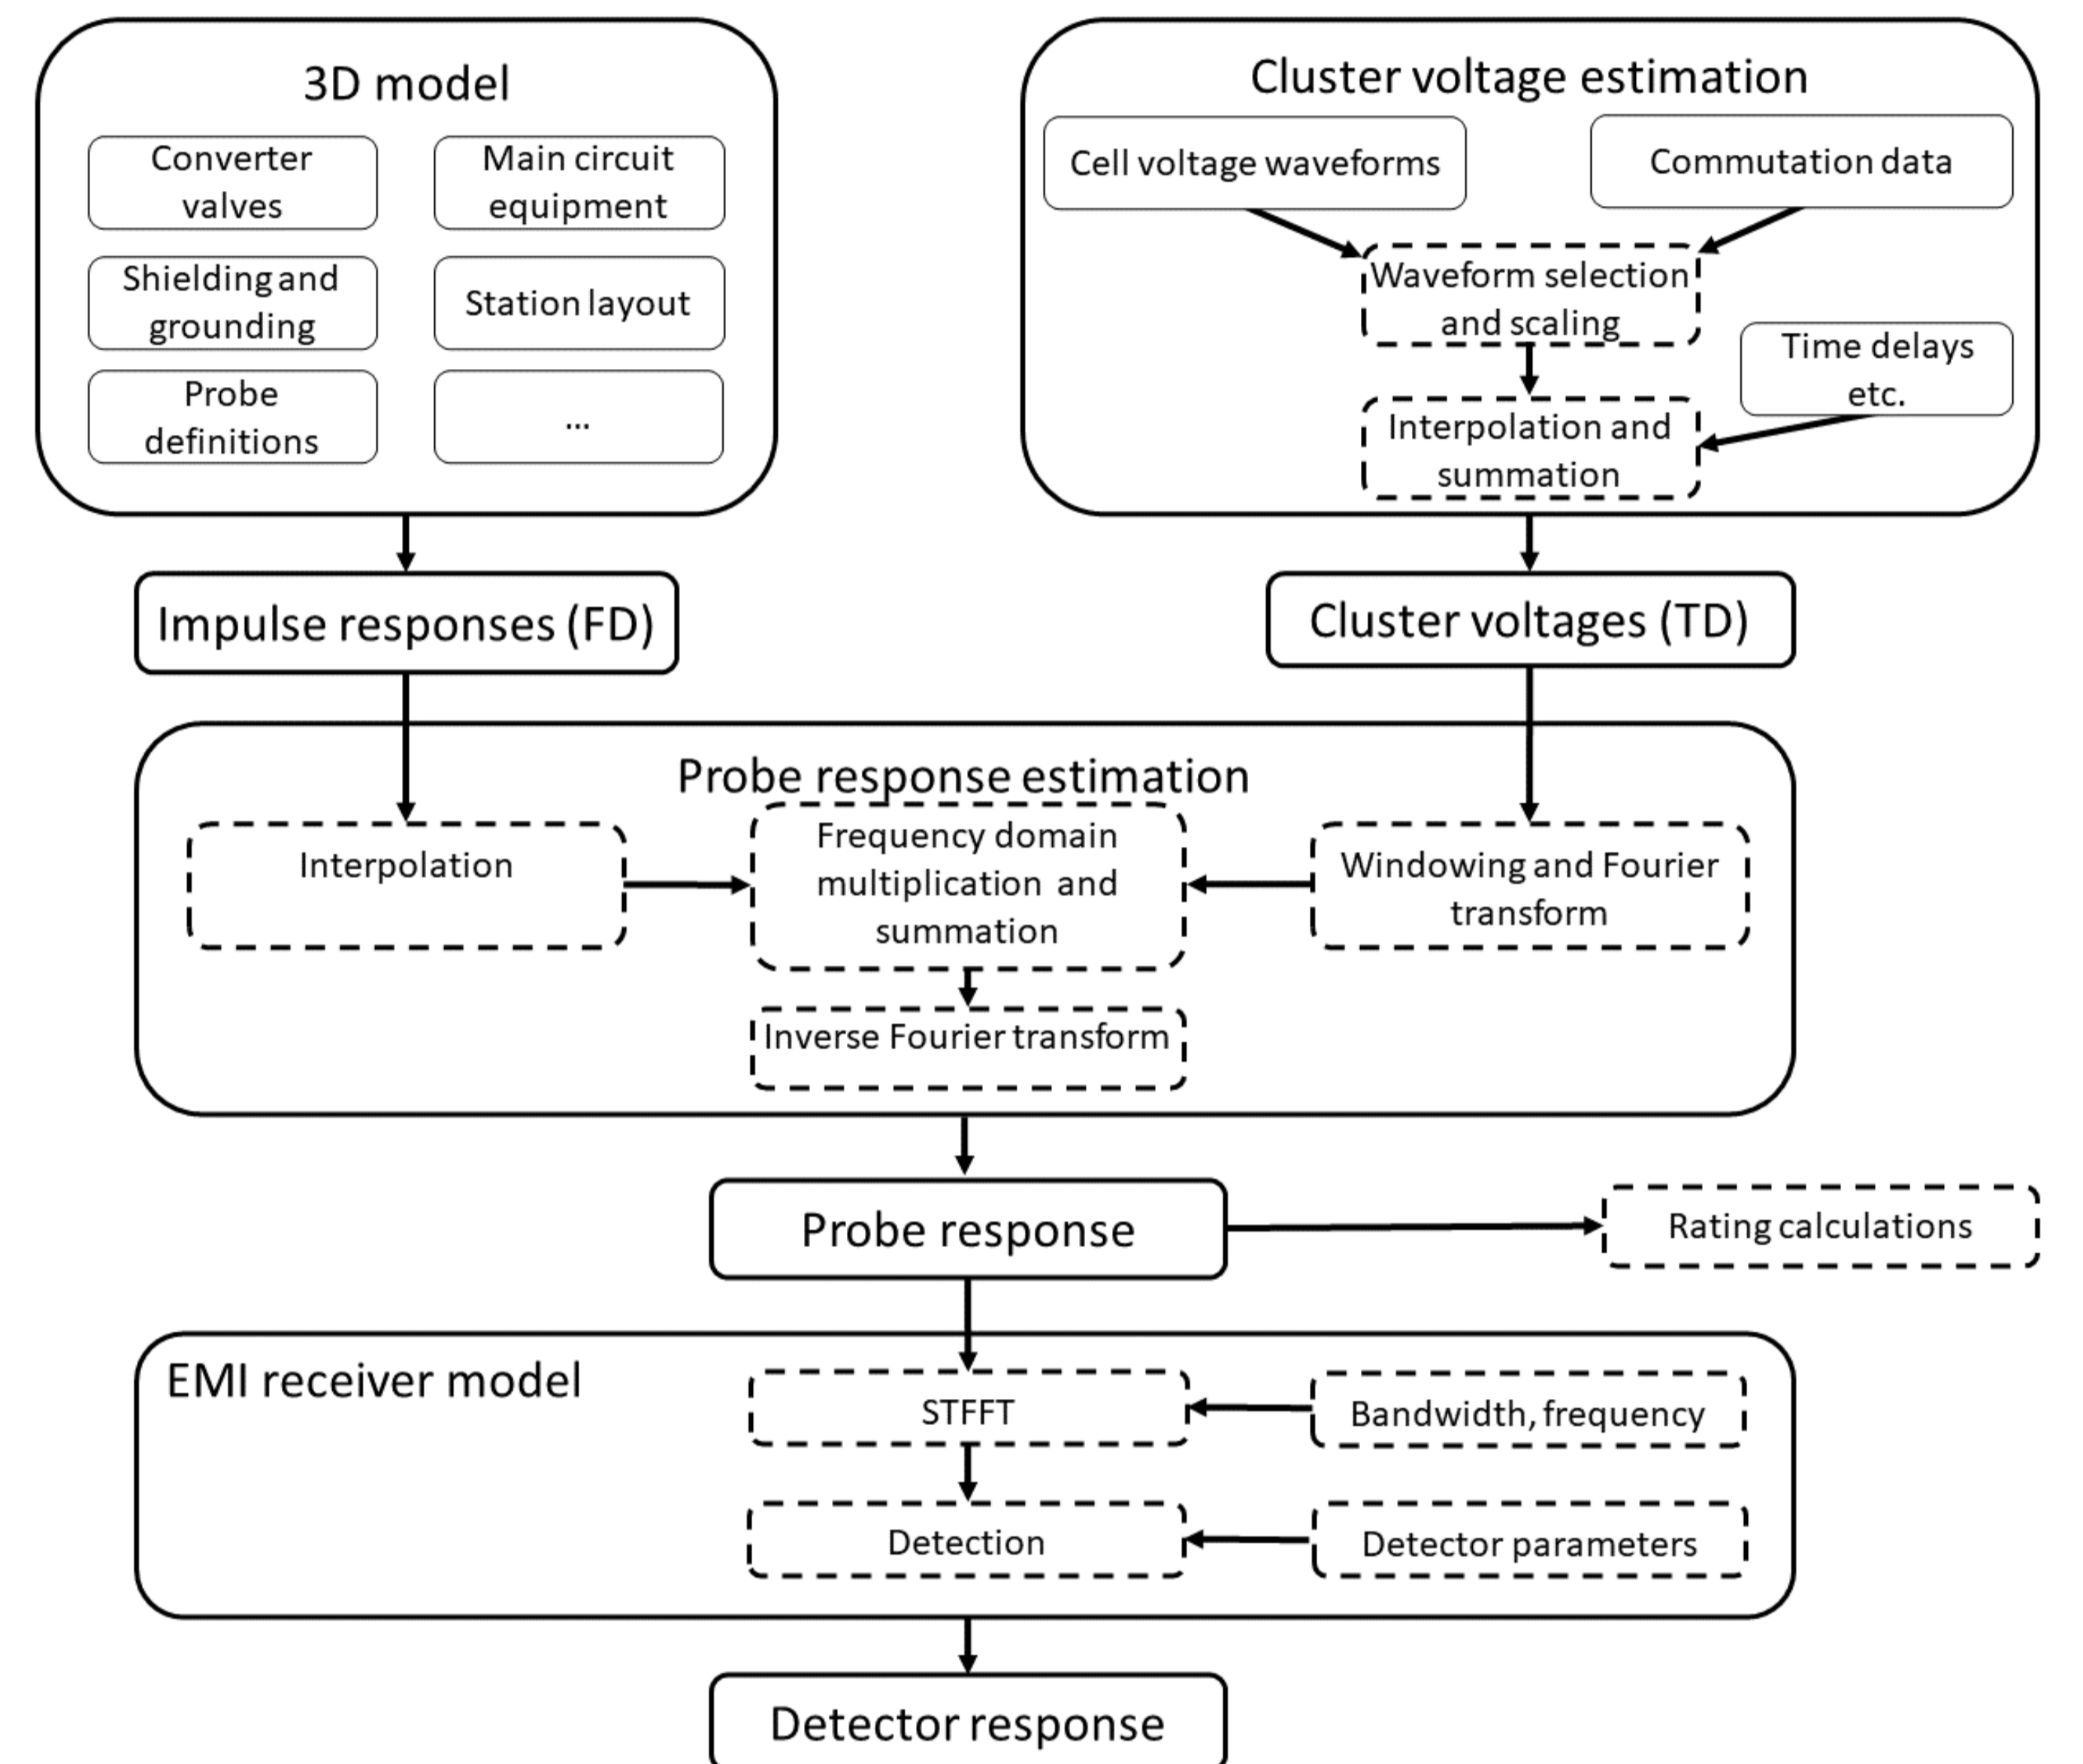 3D model
Converter
valves
Main circuit
equipment
Shielding and
grounding
Station layout
Probe
definitions
...
Cluster voltage estimation
Cell voltage waveforms
Commutation data
Waveform selection
and scaling
Time delays
etc.
Interpolation and
summation
Impulse responses (FD)
Cluster voltages (TD)
Probe response estimation
Interpolation
Frequency domain
multiplication and
summation
Windowing and Fourier
transform
Inverse Fourier transform
Probe response
Rating calculations
EMI receiver model
STFFT
Bandwidth, frequency
Detection
Detector parameters
Detector response